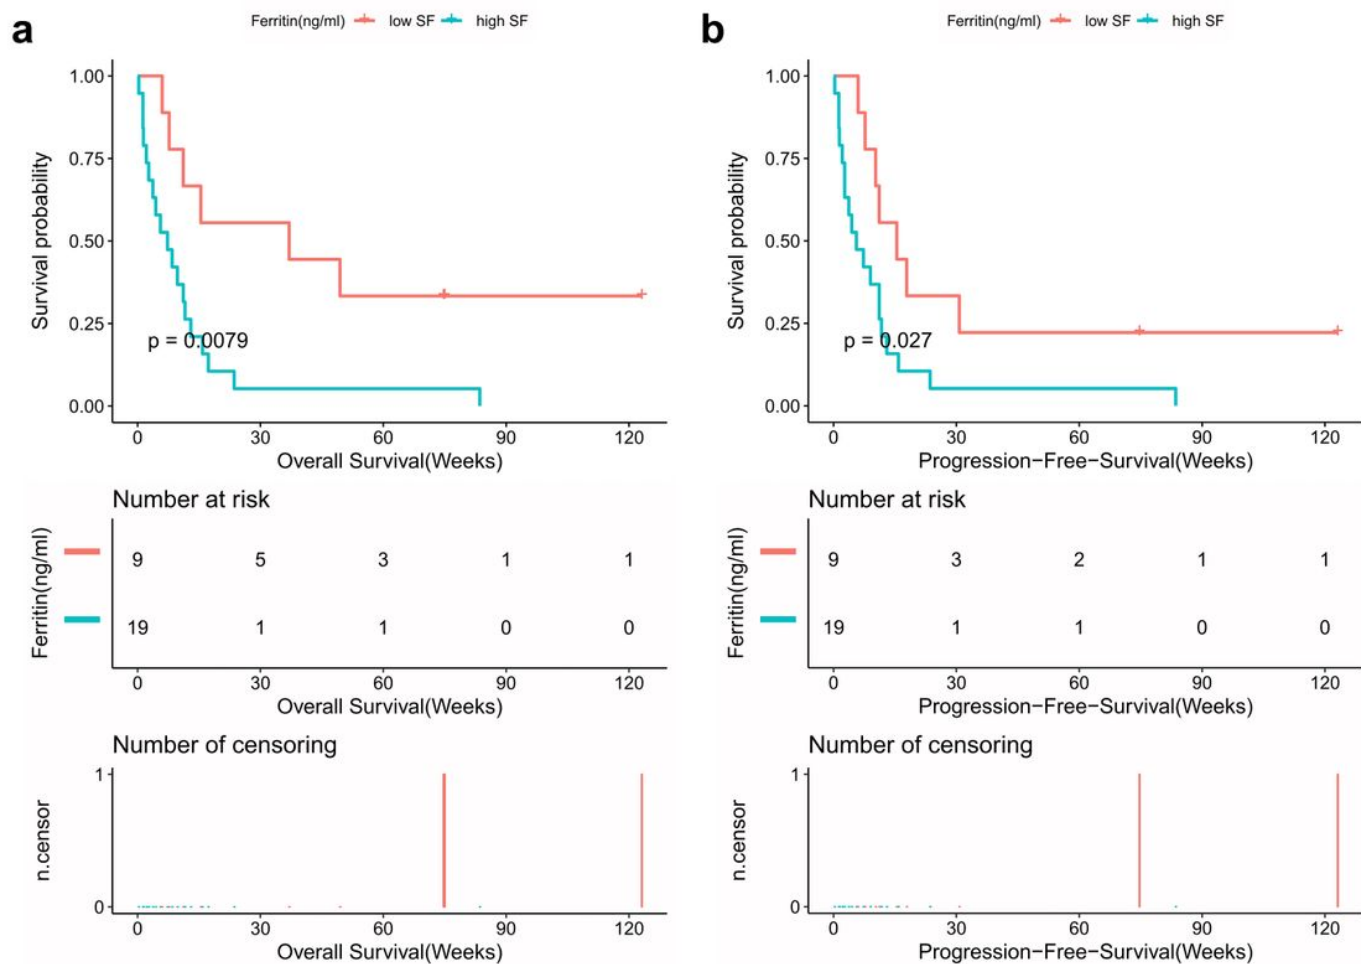 a
Ferritin(ng/ml) low SF high SF
Survival probability
1.00
0.75
0.50
0.25
0.00
p = 0.0079
0 30 60 90 120
Overall Survival(Weeks)
Number at risk
Ferritin(ng/ml)
9 5 3 1 1
19 1 1 0 0
0 30 60 90 120
Overall Survival(Weeks)
Number of censoring
n.censor
1
0
0 30 60 90 120
Overall Survival(Weeks)
b
Ferritin(ng/ml) low SF high SF
Survival probability
1.00
0.75
0.50
0.25
0.00
p = 0.027
0 30 60 90 120
Progression−Free−Survival(Weeks)
Number at risk
Ferritin(ng/ml)
9 3 2 1 1
19 1 1 0 0
0 30 60 90 120
Progression−Free−Survival(Weeks)
Number of censoring
n.censor
1
0
0 30 60 90 120
Progression−Free−Survival(Weeks)